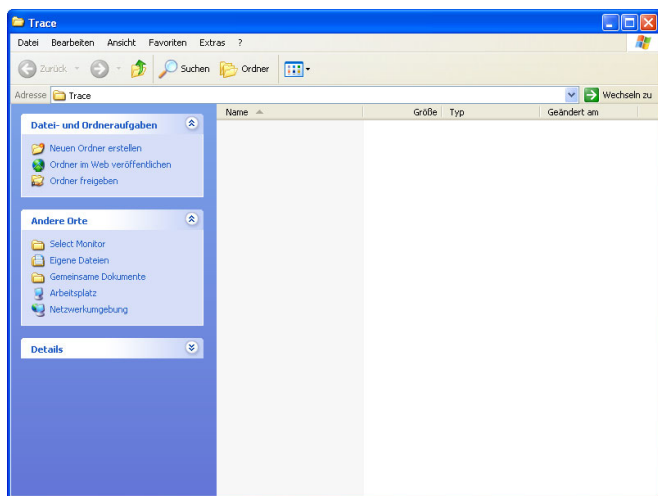 Trace
Datei Bearbeiten Ansicht Favoriten Extras ?
Zurück Suchen Ordner
Adresse Trace Wechseln zu
Name Größe Typ Geändert am
Datei- und Ordneraufgaben
Neuen Ordner erstellen
Ordner im Web veröffentlichen
Ordner freigeben
Andere Orte
Select Monitor
Eigene Dateien
Gemeinsame Dokumente
Arbeitsplatz
Netzwerkumgebung
Details